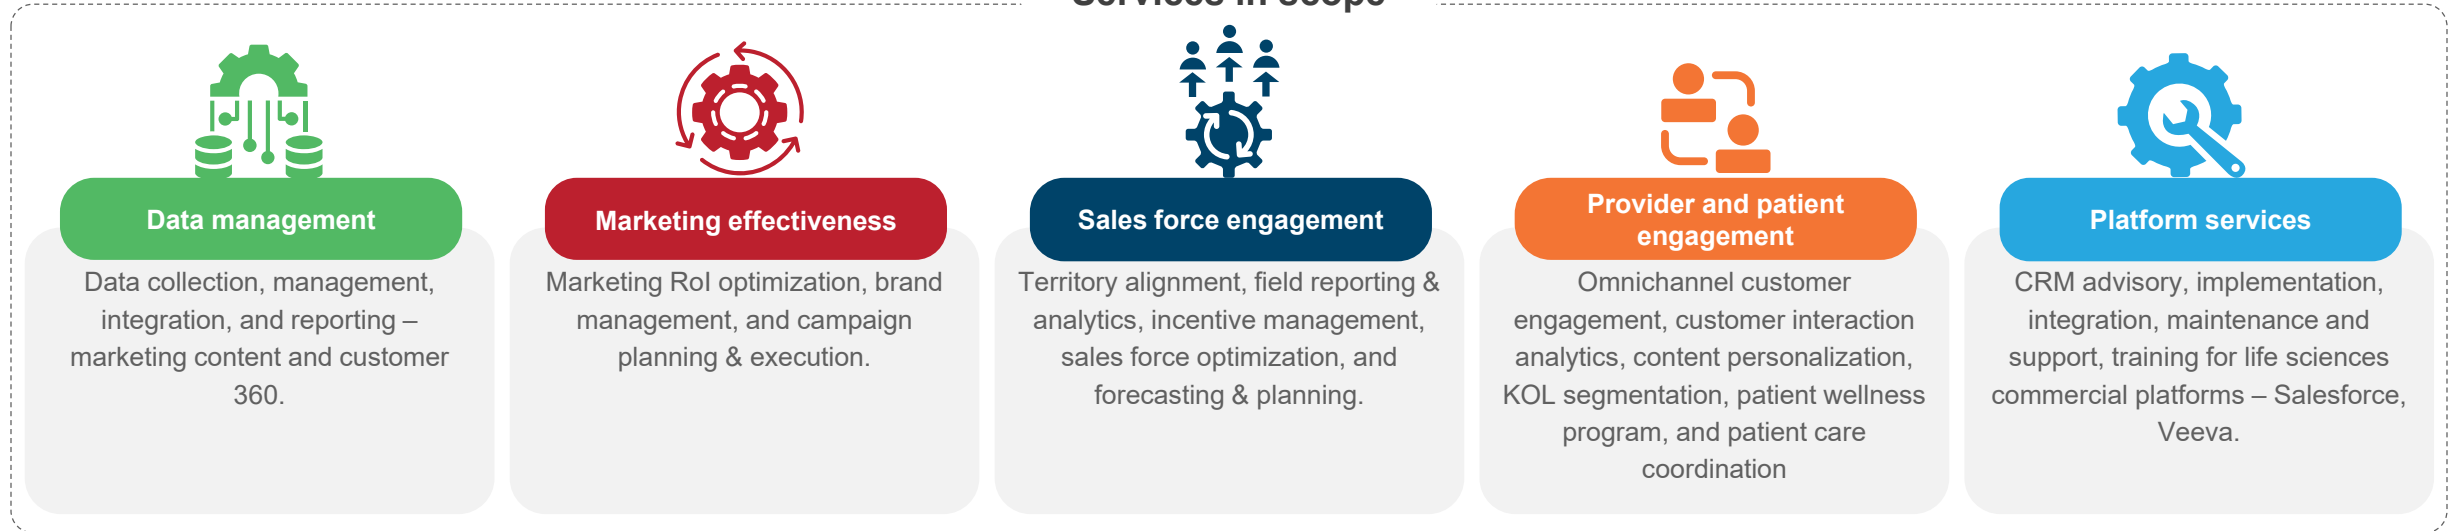 Services in scope
Data management
Data collection, management,
integration, and reporting –
marketing content and customer
360.
Marketing effectiveness
Marketing RoI optimization, brand
management, and campaign
planning & execution.
Sales force engagement
Territory alignment, field reporting &
analytics, incentive management,
sales force optimization, and
forecasting & planning.
Provider and patient
engagement
Omnichannel customer
engagement, customer interaction
analytics, content personalization,
KOL segmentation, patient wellness
program, and patient care
coordination
Platform services
CRM advisory, implementation,
integration, maintenance and
support, training for life sciences
commercial platforms – Salesforce,
Veeva.